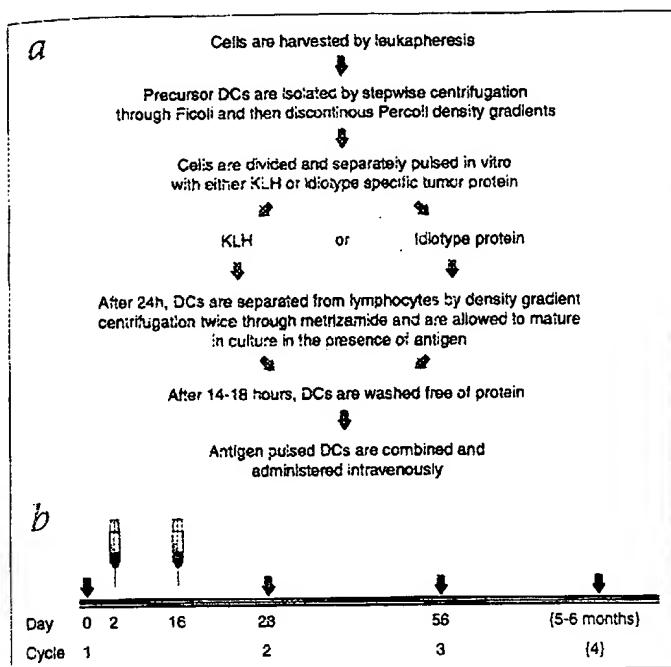 a
Cells are harvested by leukapheresis
Precursor DCs are isolated by stepwise centrifugation
through Ficoll and then discontinous Percoll density gradients
Cells are divided and separately pulsed in vitro
with either KLH or Idiotype specific tumor protein
KLH or Idiotype protein
After 24h, DCs are separated from lymphocytes by density gradient
centrifugation twice through metrizamide and are allowed to mature
in culture in the presence of antigen
After 14-18 hours, DCs are washed free of protein
Antigen pulsed DCs are combined and
administered intravenously
b
Day 0 2 16 28 56 {5-6 months}
Cycle 1 2 3 {4}